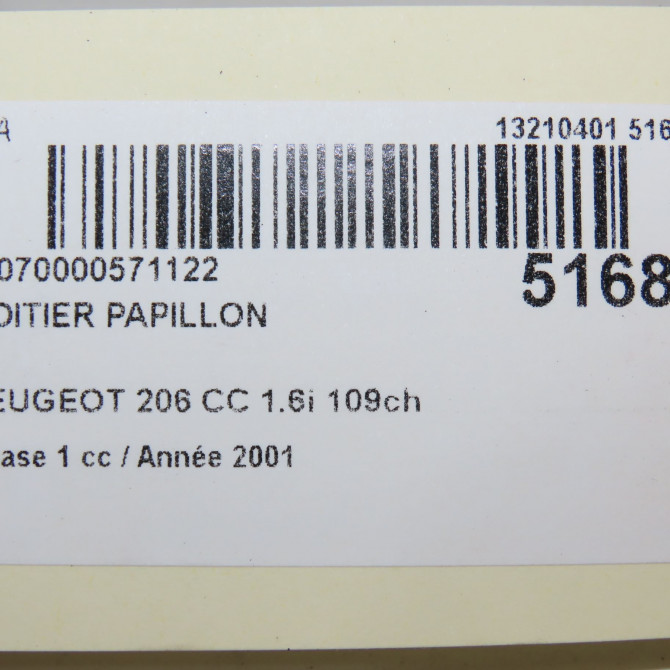 A 13210401 516
070000571122 5168
OITIER PAPILLON
EUGEOT 206 CC 1.6i 109ch
ase 1 cc / Année 2001